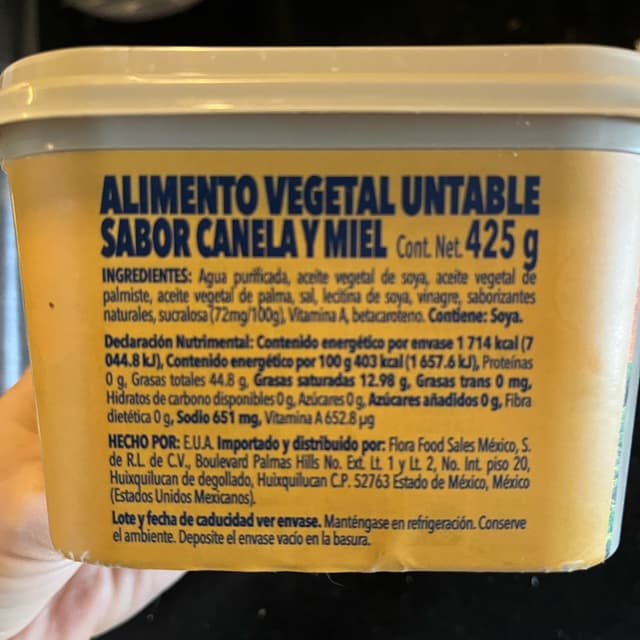 ALIMENTO VEGETAL UNTABLE
SABOR CANELA Y MIEL Cont. Net. 425 g
INGREDIENTES: Agua purificada, aceite vegetal de soya, aceite vegetal de
palmiste, aceite vegetal de palma, sal, lecitina de soya, vinagre, saborizantes
naturales, sucralosa (72mg/100g), Vitamina A, betacaroteno. Contiene: Soya.
Declaración Nutrimental: Contenido energético por envase 1 714 kcal (7
044.8 kJ), Contenido energético por 100 g 403 kcal (1 657.6 kJ), Proteínas
0 g, Grasas totales 44.8 g, Grasas saturadas 12.98 g, Grasas trans 0 mg,
Hidratos de carbono disponibles 0 g, Azúcares 0 g, Azúcares añadidos 0 g, Fibra
dietética 0 g, Sodio 651 mg, Vitamina A 652.8 µg
HECHO POR: E.U.A. Importado y distribuido por: Flora Food Sales México, S.
de R.L. de C.V., Boulevard Palmas Hills No. Ext. Lt. 1 y Lt. 2, No. Int. piso 20,
Huixquilucan de degollado, Huixquilucan C.P. 52763 Estado de México, México
(Estados Unidos Mexicanos).
Lote y fecha de caducidad ver envase. Manténgase en refrigeración. Conserve
el ambiente. Deposite el envase vacío en la basura.